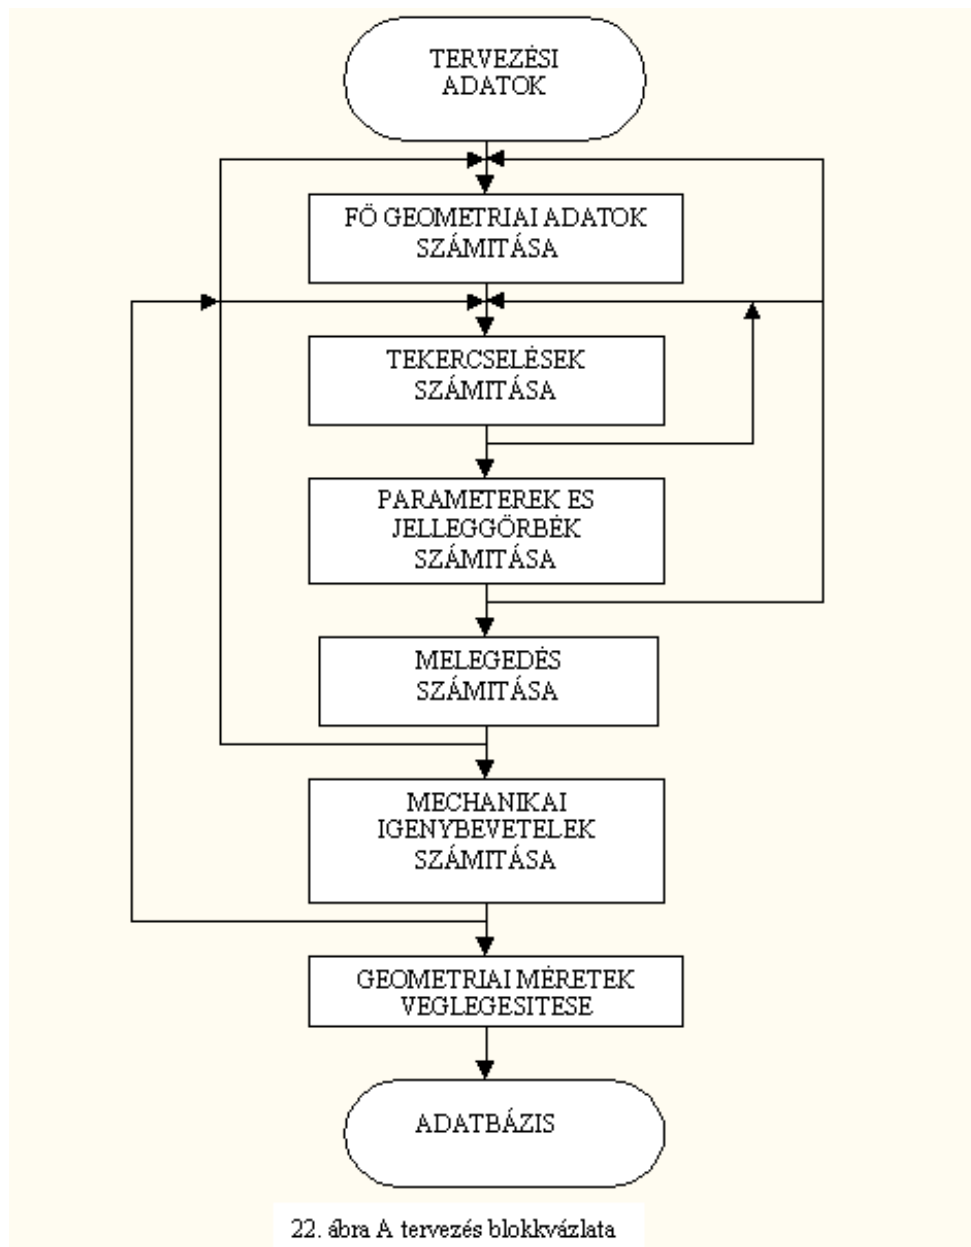 TERVEZÉSI
ADATOK
FŐ GEOMETRIAI ADATOK
SZÁMITÁSA
TEKERCSELÉSEK
SZÁMITÁSA
PARAMETEREK ES
JELLEGGÖRBÉK
SZÁMITÁSA
MELEGEDÉS
SZÁMITÁSA
MECHANIKAI
IGENYBEVETELEK
SZÁMITÁSA
GEOMETRIAI MÉRETEK
VEGLEGESITESE
ADATBÁZIS
22. ábra A tervezés blokkvázlata